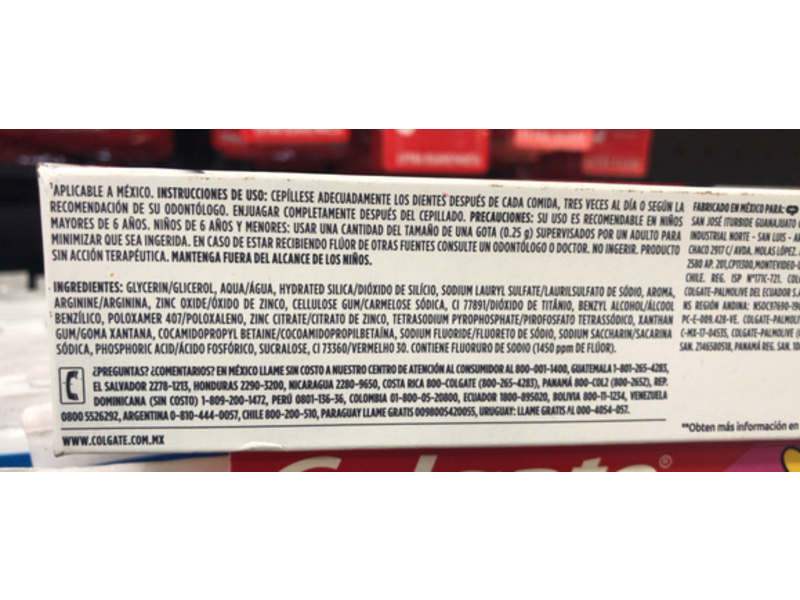 ¹APLICABLE A MÉXICO. INSTRUCCIONES DE USO: CEPÍLLESE ADECUADAMENTE LOS DIENTES DESPUÉS DE CADA COMIDA, TRES VECES AL DÍA O SEGÚN LA
RECOMENDACIÓN DE SU ODONTÓLOGO. ENJUAGAR COMPLETAMENTE DESPUÉS DEL CEPILLADO. PRECAUCIONES: SU USO ES RECOMENDABLE EN NIÑOS
MAYORES DE 6 AÑOS. NIÑOS DE 6 AÑOS Y MENORES: USAR UNA CANTIDAD DEL TAMAÑO DE UNA GOTA (0.25 g) SUPERVISADOS POR UN ADULTO PARA
MINIMIZAR QUE SEA INGERIDA. EN CASO DE ESTAR RECIBIENDO FLÚOR DE OTRAS FUENTES CONSULTE UN ODONTÓLOGO O DOCTOR. NO INGERIR. PRODUCTO
SIN ACCIÓN TERAPÉUTICA. MANTENGA FUERA DEL ALCANCE DE LOS NIÑOS.
INGREDIENTES: GLYCERIN/GLICEROL, AQUA/ÁGUA, HYDRATED SILICA/DIÓXIDO DE SILÍCIO, SODIUM LAURYL SULFATE/LAURILSULFATO DE SÓDIO, AROMA,
ARGININE/ARGININA, ZINC OXIDE/ÓXIDO DE ZINCO, CELLULOSE GUM/CARMELOSE SÓDICA, CI 77891/DIÓXIDO DE TITÂNIO, BENZYL ALCOHOL/ÁLCOOL
BENZÍLICO, POLOXAMER 407/POLOXALENO, ZINC CITRATE/CITRATO DE ZINCO, TETRASODIUM PYROPHOSPHATE/PIROFOSFATO TETRASSÓDICO, XANTHAN
GUM/GOMA XANTANA, COCAMIDOPROPYL BETAINE/COCOAMIDOPROPILBETAÍNA, SODIUM FLUORIDE/FLUORETO DE SÓDIO, SODIUM SACCHARIN/SACARINA
SÓDICA, PHOSPHORIC ACID/ÁCIDO FOSFÓRICO, SUCRALOSE, CI 73360/VERMELHO 30. CONTIENE FLUORURO DE SODIO (1450 ppm DE FLÚOR).
¿PREGUNTAS? ¿COMENTARIOS? EN MÉXICO LLAME SIN COSTO A NUESTRO CENTRO DE ATENCIÓN AL CONSUMIDOR AL 800-001-1400, GUATEMALA 1-801-265-4283,
EL SALVADOR 2278-1213, HONDURAS 2290-3200, NICARAGUA 2280-9650, COSTA RICA 800-COLGATE (800-265-4283), PANAMÁ 800-COL2 (800-2652), REP.
DOMINICANA (SIN COSTO) 1-809-200-1472, PERÚ 0801-136-36, COLOMBIA 01-800-05-20800, ECUADOR 1800-895020, BOLIVIA 800-11-1234, VENEZUELA
0800 5526292, ARGENTINA 0-810-444-0057, CHILE 800-200-510, PARAGUAY LLAME GRATIS 0098005420055, URUGUAY: LLAME GRATIS AL 000-4054-057.
WWW.COLGATE.COM.MX
FABRICADO EN MÉXICO PARA:
SAN JOSÉ ITURBIDE GUANAJUATO
INDUSTRIAL NORTE - SAN LUIS -
CHACO 2917 C/ AVDA. MOLAS LÓPEZ.
2580 AP. 201, CP11500, MONTEVIDEO-
CHILE. REG. ISP N°171C-721.
COLGATE-PALMOLIVE DEL ECUADOR
NS REGIÓN ANDINA:
PC-E-009.428-VE. COLGATE-
C-MX-17-04535, COLGATE-PALMOLIVE
SAN. 2146580518, PANAMÁ REG. SAN.
**Obten más información en
Colgate®